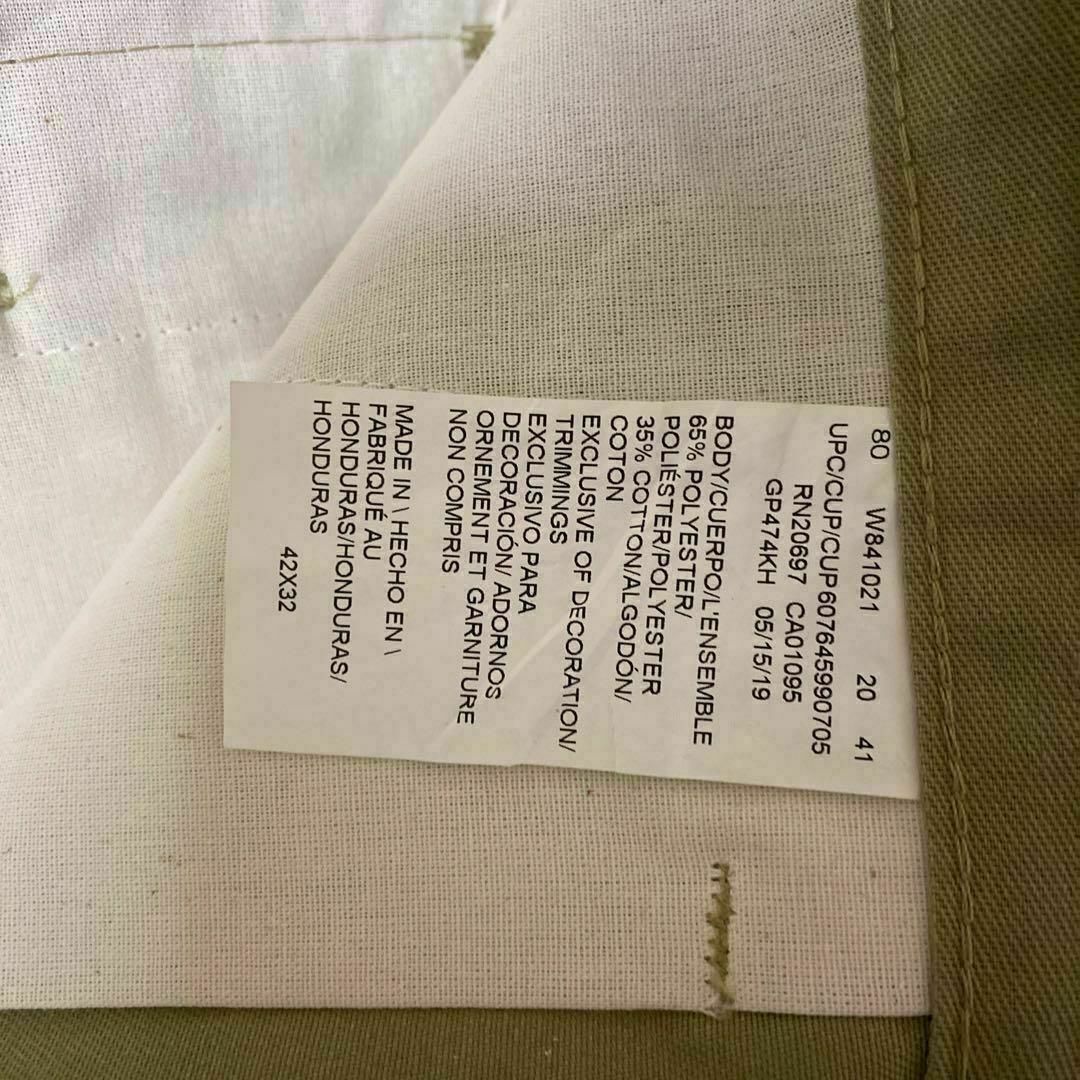 80 W841021 20 41
UPC/CUP/CUP607645990705
RN20697 CA01095
GP474KH 05/15/19
BODY/CUERPO/L'ENSEMBLE
65% POLYESTER/
POLIÉSTER/POLYESTER
35% COTTON/ALGODÓN/
COTON
EXCLUSIVE OF DECORATION/
TRIMMINGS
EXCLUSIVO PARA
DECORACIÓN/ ADORNOS
ORNEMENT ET GARNITURE
NON COMPRIS
MADE IN \ HECHO EN \
FABRIQUÉ AU
HONDURAS/HONDURAS/
HONDURAS
42X32